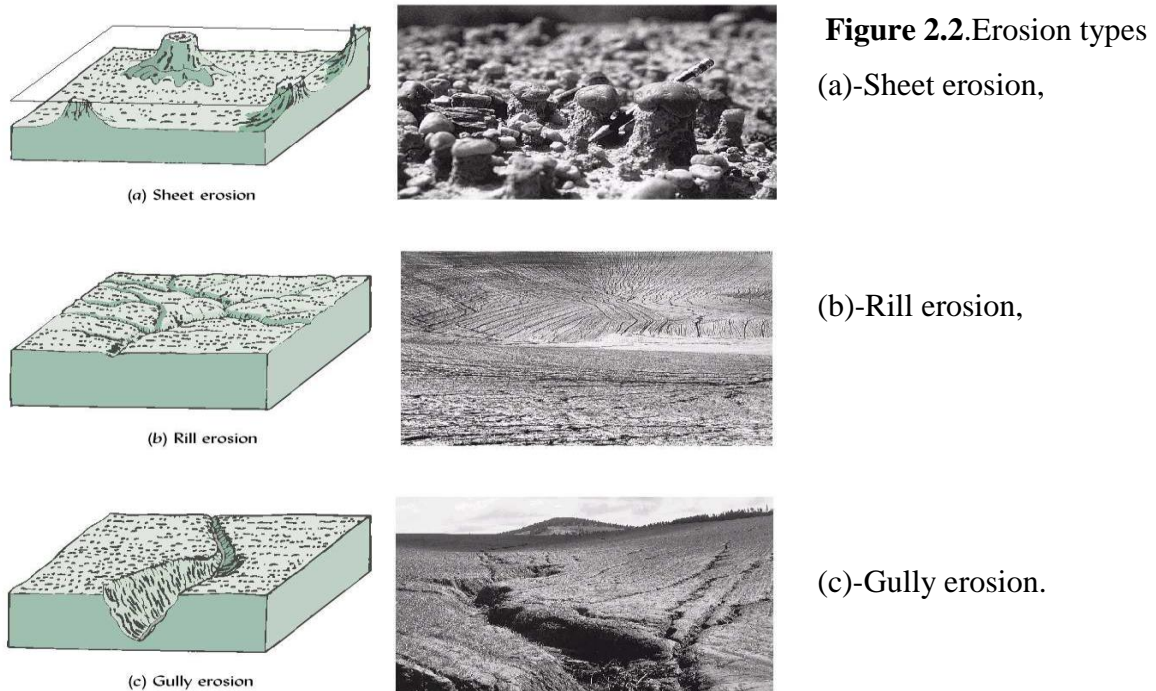 Figure 2.2.Erosion types
(a)-Sheet erosion,
(a) Sheet erosion
(b)-Rill erosion,
(b) Rill erosion
(c)-Gully erosion.
(c) Gully erosion